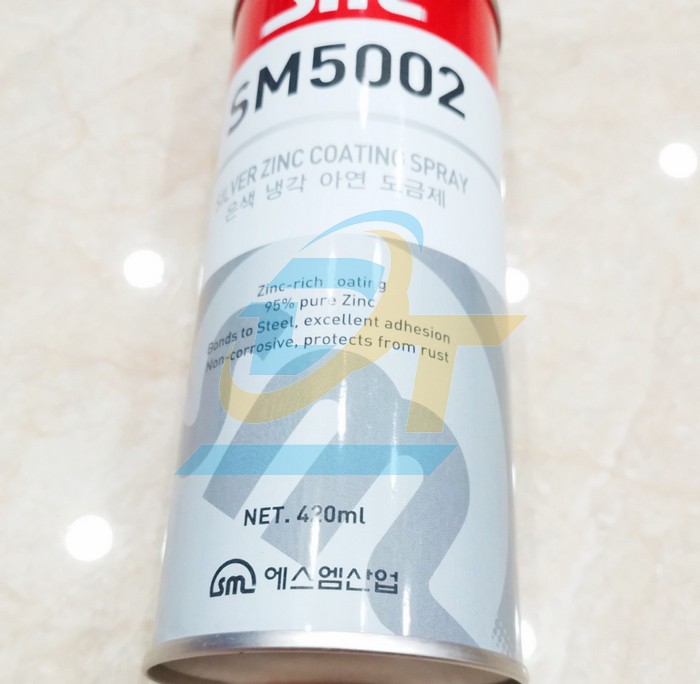 SM5002
SILVER ZINC COATING SPRAY
은색 냉각 아연 도금제
Zinc-rich coating
95% pure Zinc
Bonds to Steel, excellent adhesion
Non-corrosive, protects from rust
NET. 420ml
sm 에스엠산업